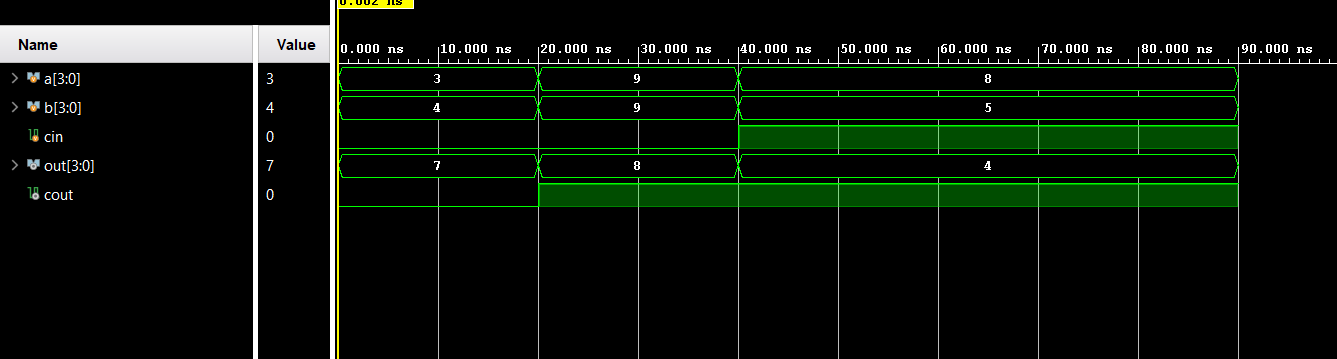 0.002 ns
Name Value
0.000 ns 10.000 ns 20.000 ns 30.000 ns 40.000 ns 50.000 ns 60.000 ns 70.000 ns 80.000 ns 90.000 ns
a[3:0] 3 3 9 8
b[3:0] 4 4 9 5
cin 0
out[3:0] 7 7 8 4
cout 0